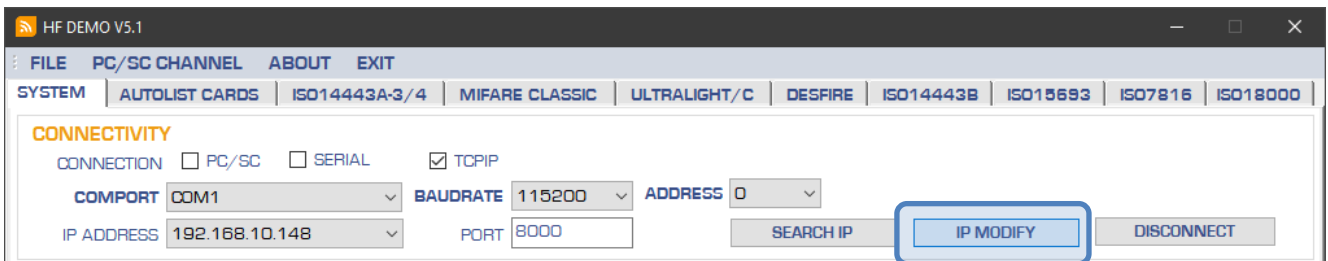 HF DEMO V5.1
FILE PC/SC CHANNEL ABOUT EXIT
SYSTEM AUTOLIST CARDS ISO14443A-3/4 MIFARE CLASSIC ULTRALIGHT/C DESFIRE ISO14443B ISO15693 ISO7816 ISO18000
CONNECTIVITY
CONNECTION PC/SC SERIAL TCPIP
COMPORT COM1 BAUDRATE 115200 ADDRESS 0
IP ADDRESS 192.168.10.148 PORT 8000 SEARCH IP IP MODIFY DISCONNECT